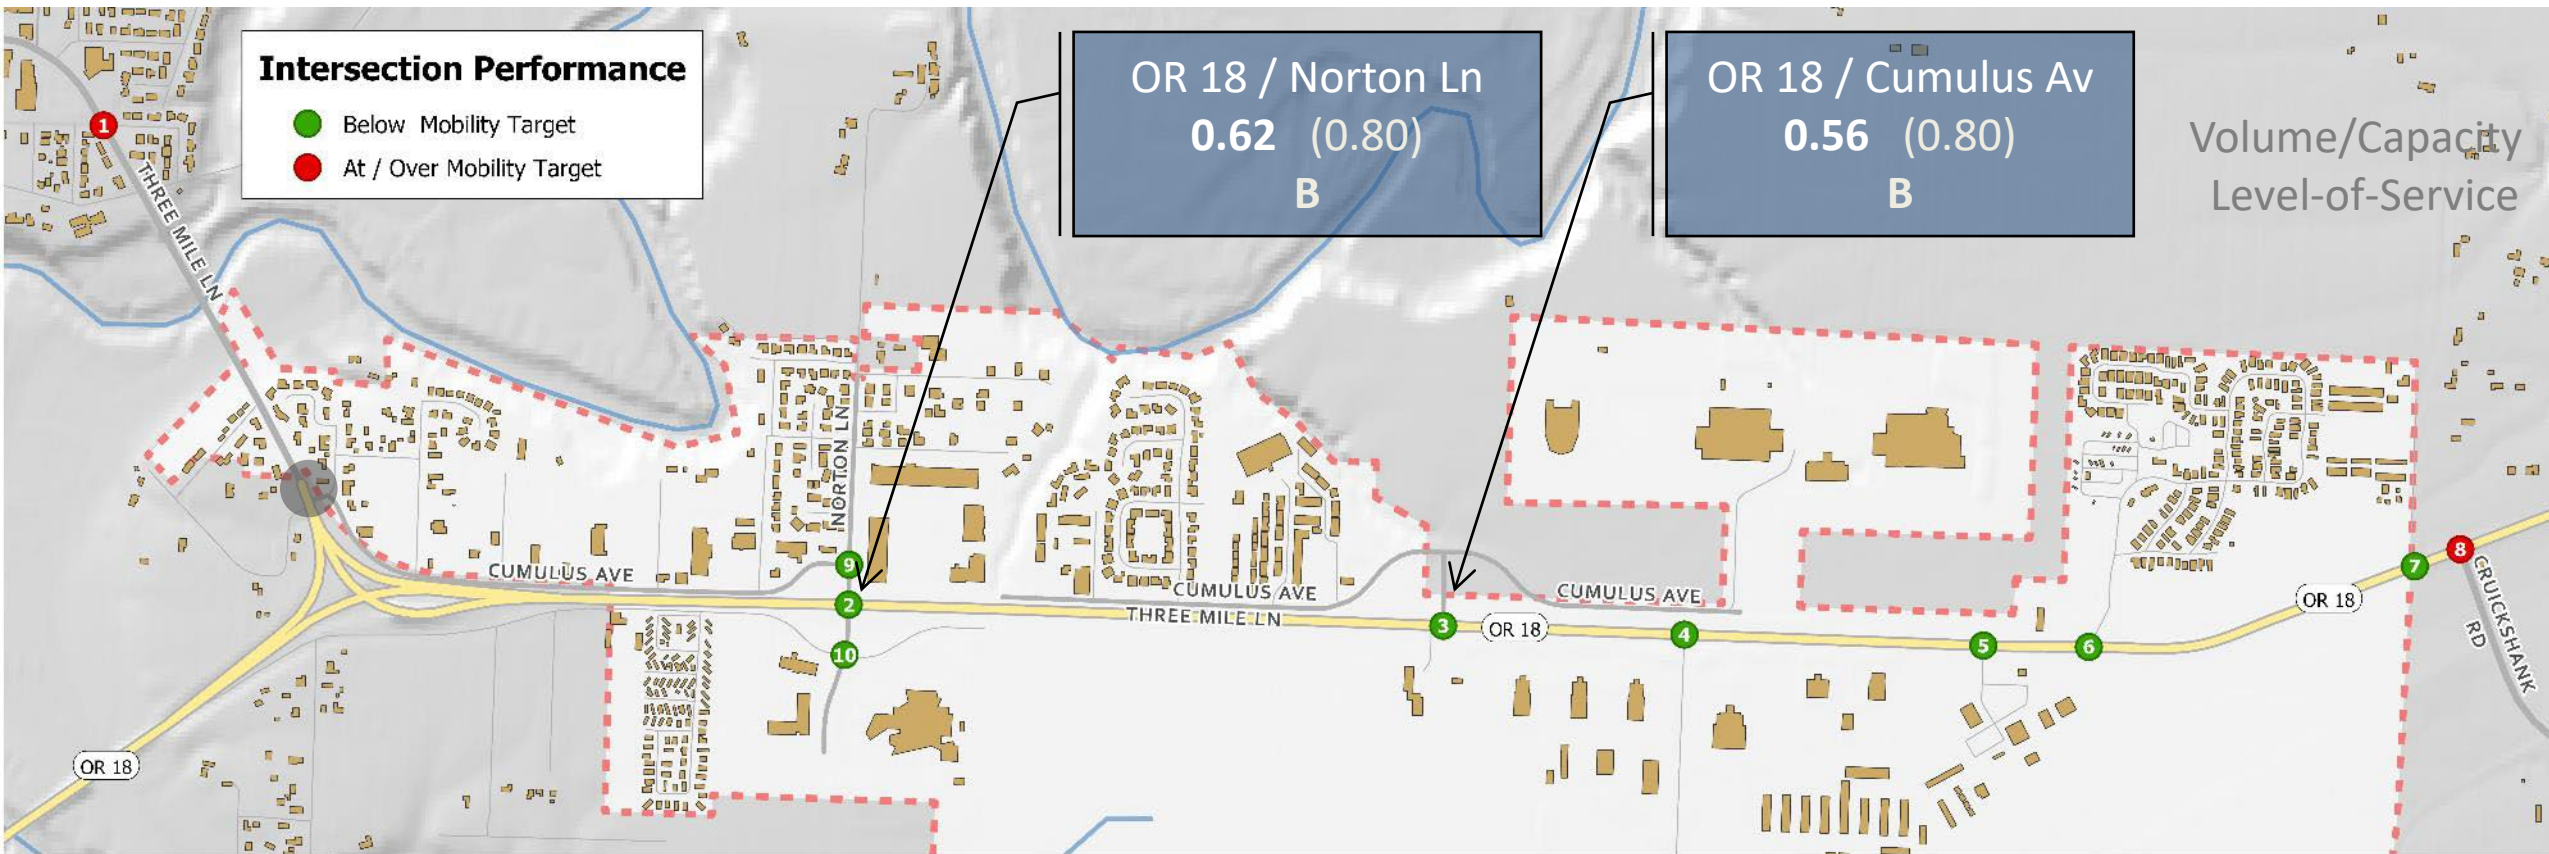 Intersection Performance
Below Mobility Target
At / Over Mobility Target
OR 18 / Norton Ln
0.62 (0.80)
B
OR 18 / Cumulus Av
0.56 (0.80)
B
Volume/Capacity
Level-of-Service
1
THREE MILE LN
NORTON LN
CUMULUS AVE
9
2
10
CUMULUS AVE
THREE MILE LN
3
OR 18
CUMULUS AVE
4
5
6
7
8
OR 18
CRUICKSHANK
RD
OR 18